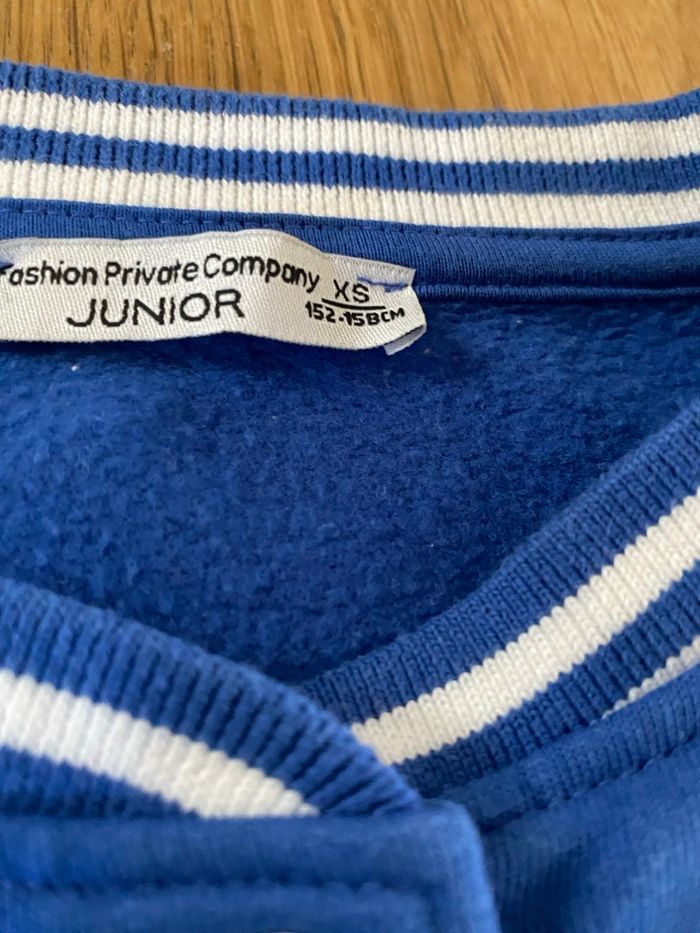 Fashion Private Company XS
JUNIOR 152-158CM